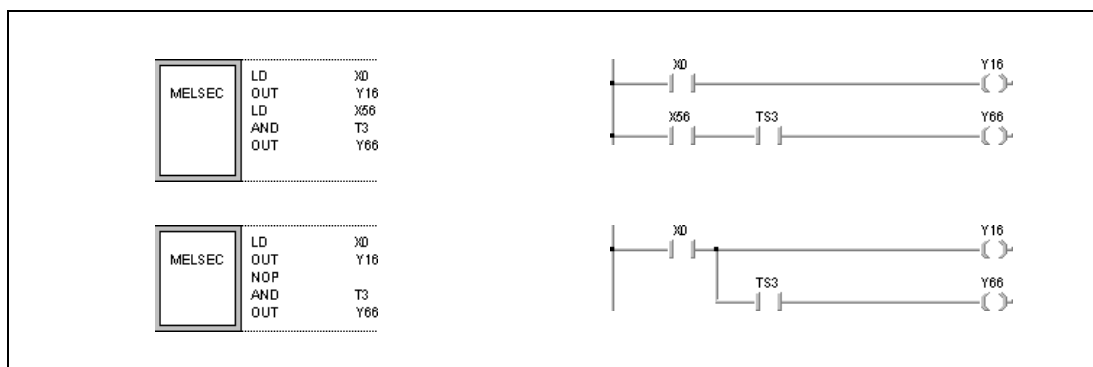 MELSEC
LD X0
OUT Y16
LD X56
AND T3
OUT Y66
X0 Y16
X56 TS3 Y66
MELSEC
LD X0
OUT Y16
NOP
AND T3
OUT Y66
X0 Y16
TS3 Y66